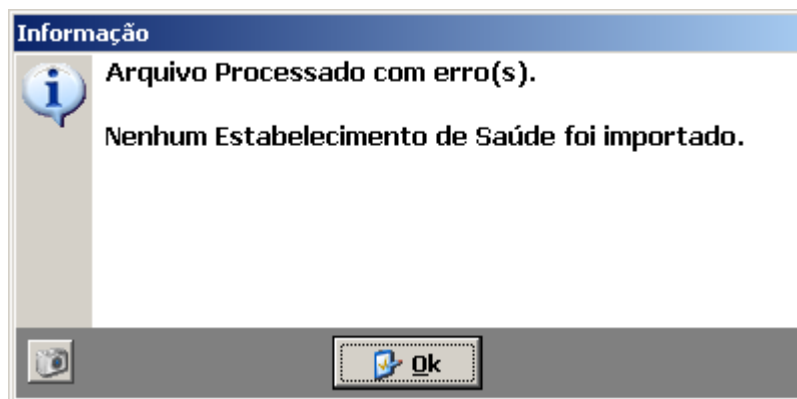 Informação
Arquivo Processado com erro(s).
Nenhum Estabelecimento de Saúde foi importado.
Ok